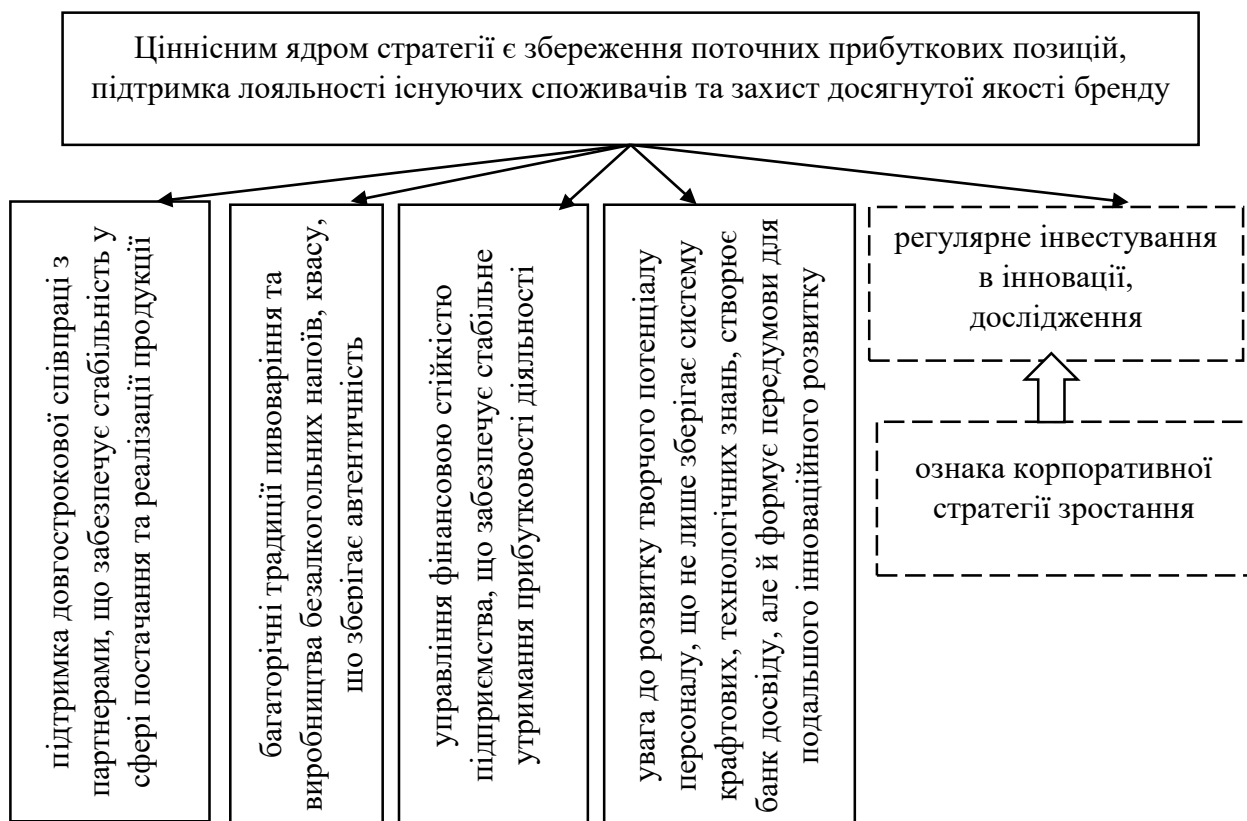 Ціннісним ядром стратегії є збереження поточних прибуткових позицій,
підтримка лояльності існуючих споживачів та захист досягнутої якості бренду
підтримка довгострокової співпраці з
партнерами, що забезпечує стабільність у
сфері постачання та реалізації продукції
багаторічні традиції пивоваріння та
виробництва безалкогольних напоїв, квасу,
що зберігає автентичність
управління фінансовою стійкістю
підприємства, що забезпечує стабільне
утримання прибутковості діяльності
увага до розвитку творчого потенціалу
персоналу, що не лише зберігає систему
крафтових, технологічних знань, створює
банк досвіду, але й формує передумови для
подальшого інноваційного розвитку
регулярне інвестування
в інновації,
дослідження
ознака корпоративної
стратегії зростання